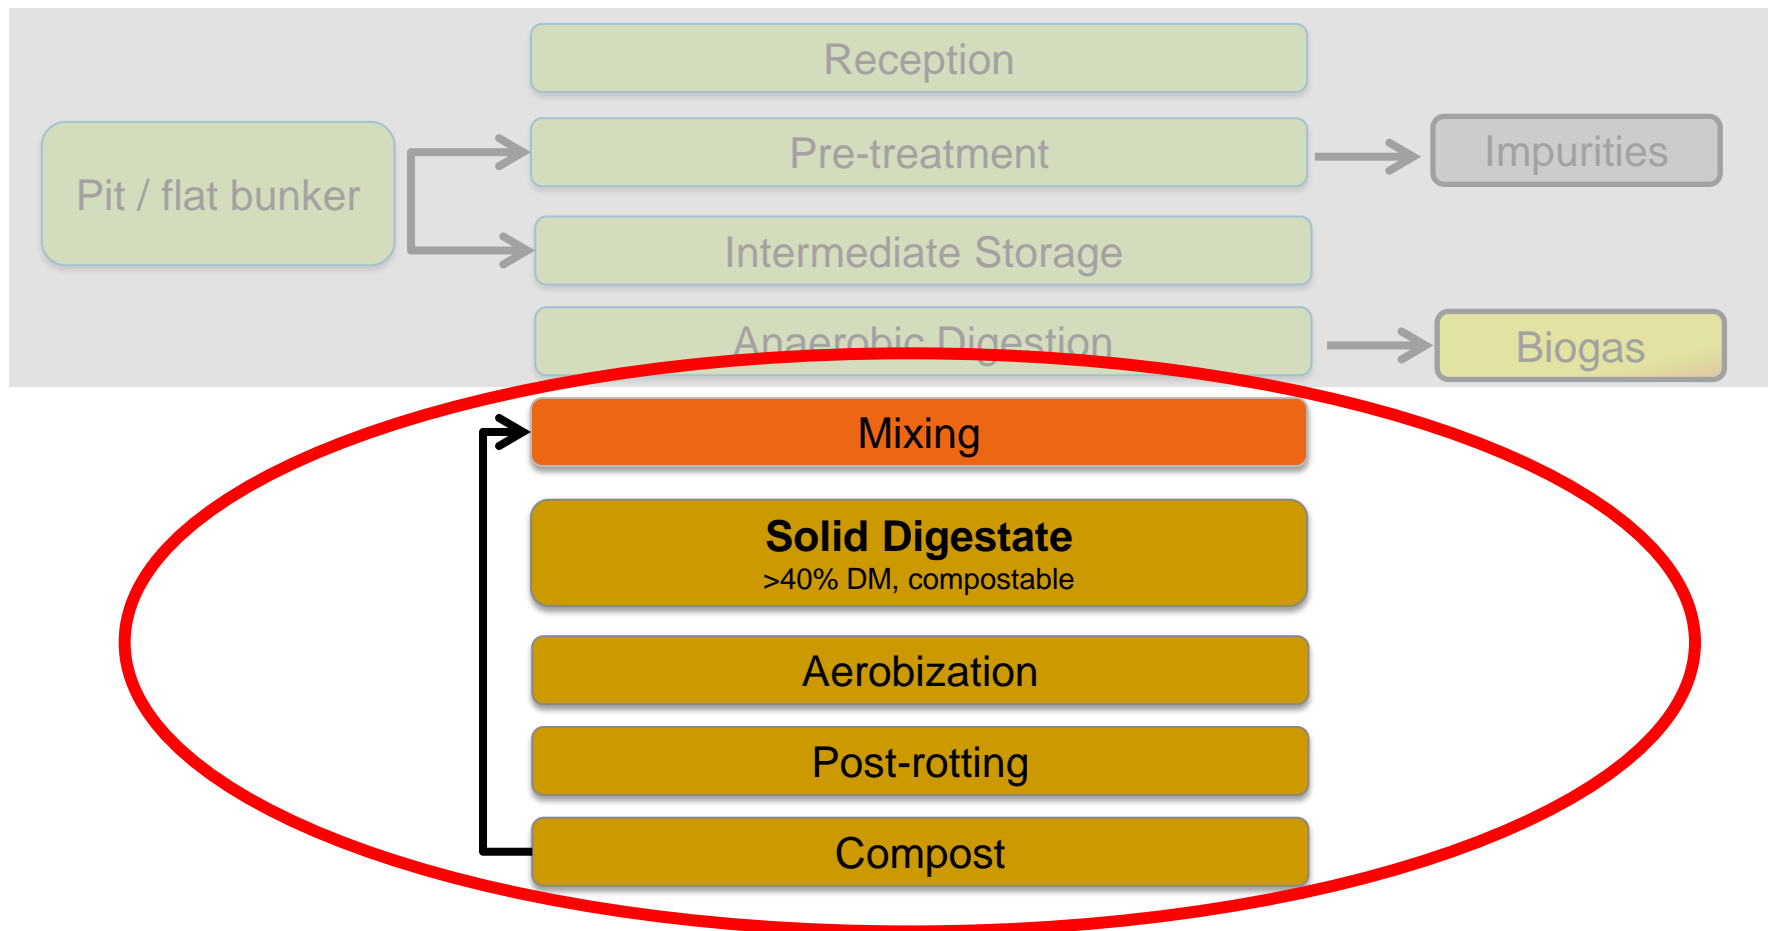 Reception
Pit / flat bunker
Pre-treatment
Impurities
Intermediate Storage
Anaerobic Digestion
Biogas
Mixing
Solid Digestate
>40% DM, compostable
Aerobization
Post-rotting
Compost